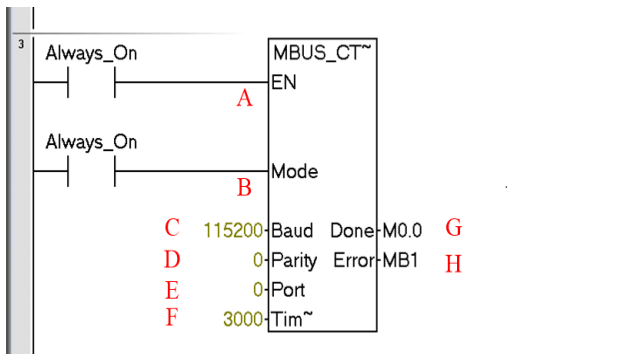 3
Always_On MBUS_CT~
A EN
Always_On
B Mode
C 115200 Baud Done M0.0 G
D 0 Parity Error MB1 H
E 0 Port
F 3000 Tim~